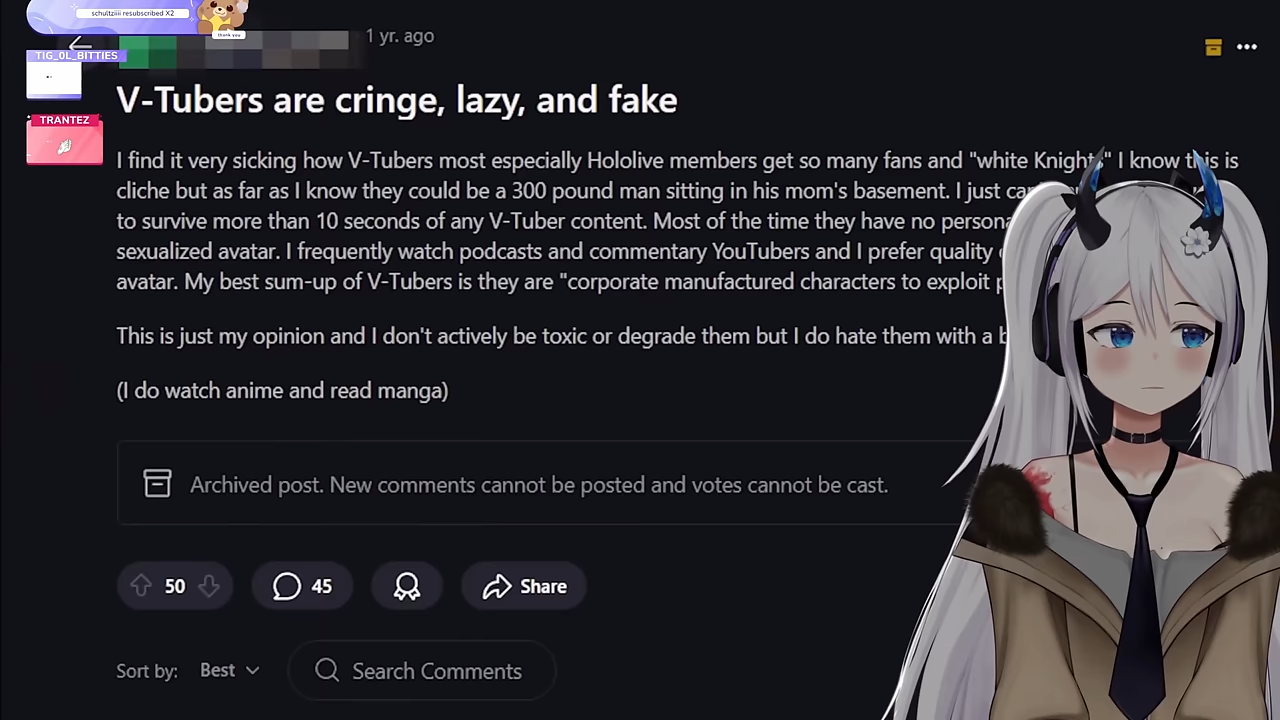 schultziiii resubscribed X2
thank you
TIG_0L_BITTIES
TRANTEZ
1 yr. ago
V-Tubers are cringe, lazy, and fake
I find it very sicking how V-Tubers most especially Hololive members get so many fans and "white Knights" I know this is
cliche but as far as I know they could be a 300 pound man sitting in his mom's basement. I just
to survive more than 10 seconds of any V-Tuber content. Most of the time they have no
sexualized avatar. I frequently watch podcasts and commentary YouTubers and I prefer quality
avatar. My best sum-up of V-Tubers is they are "corporate manufactured characters to exploit
This is just my opinion and I don't actively be toxic or degrade them but I do hate them with a
(I do watch anime and read manga)
Archived post. New comments cannot be posted and votes cannot be cast.
50
45
Share
Sort by: Best
Search Comments